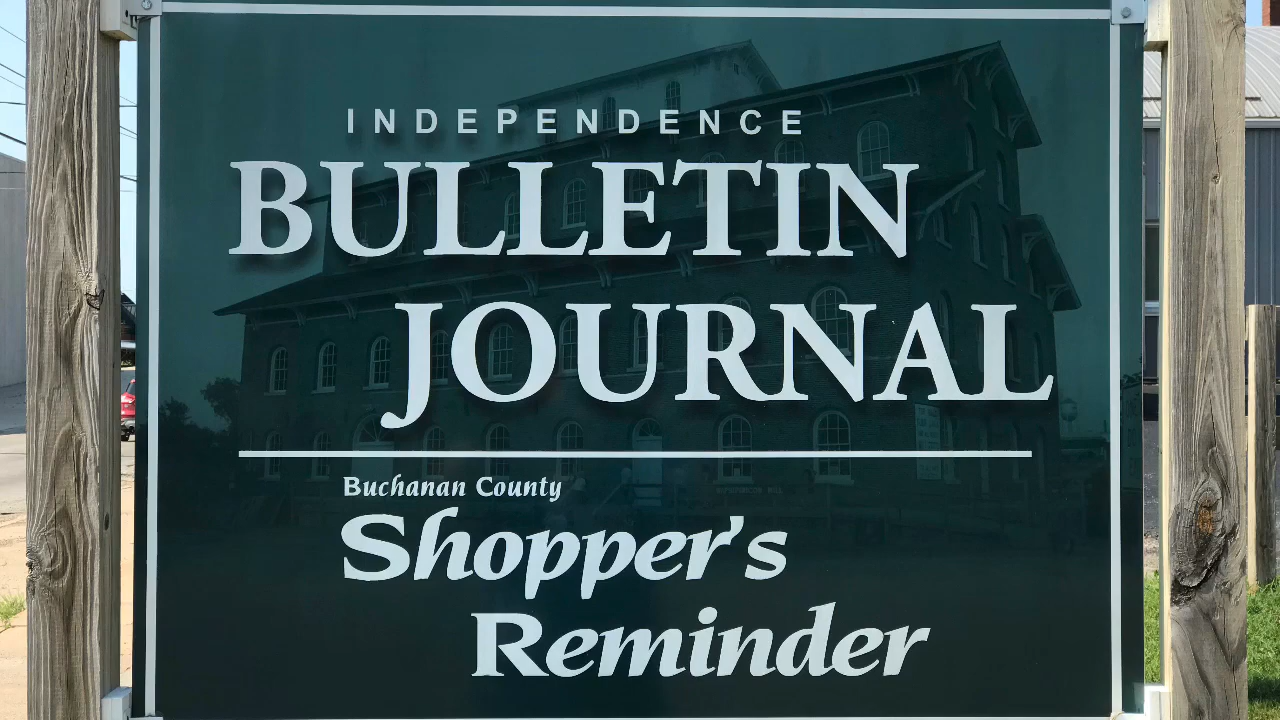 INDEPENDENCE
BULLETIN
JOURNAL
Buchanan County
Shopper's
Reminder